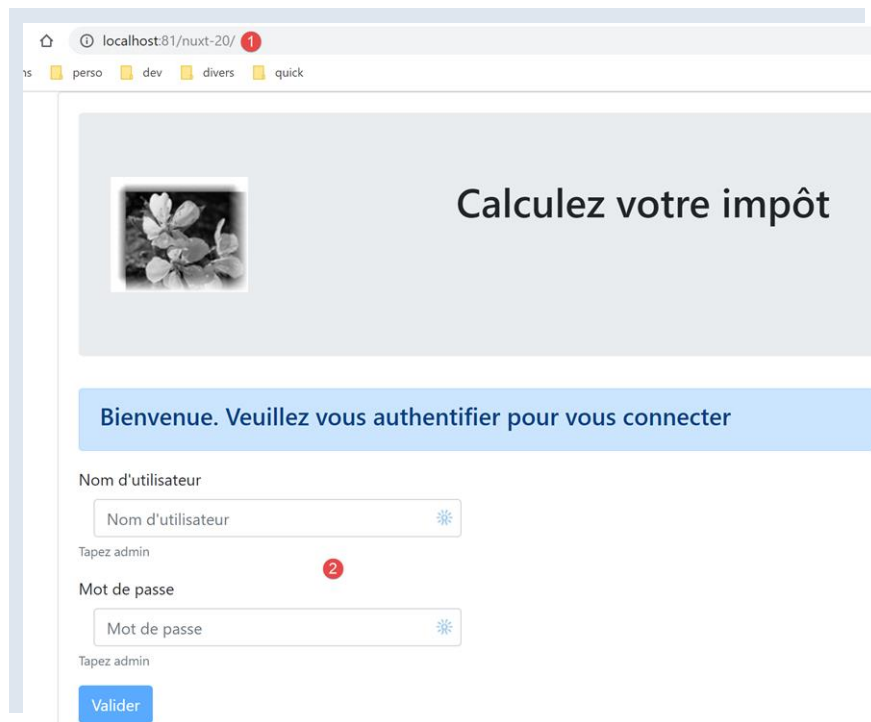 localhost:81/nuxt-20/ 1
ns perso dev divers quick
Calculez votre impôt
Bienvenue. Veuillez vous authentifier pour vous connecter
Nom d'utilisateur
Nom d'utilisateur
Tapez admin
2
Mot de passe
Mot de passe
Tapez admin
Valider